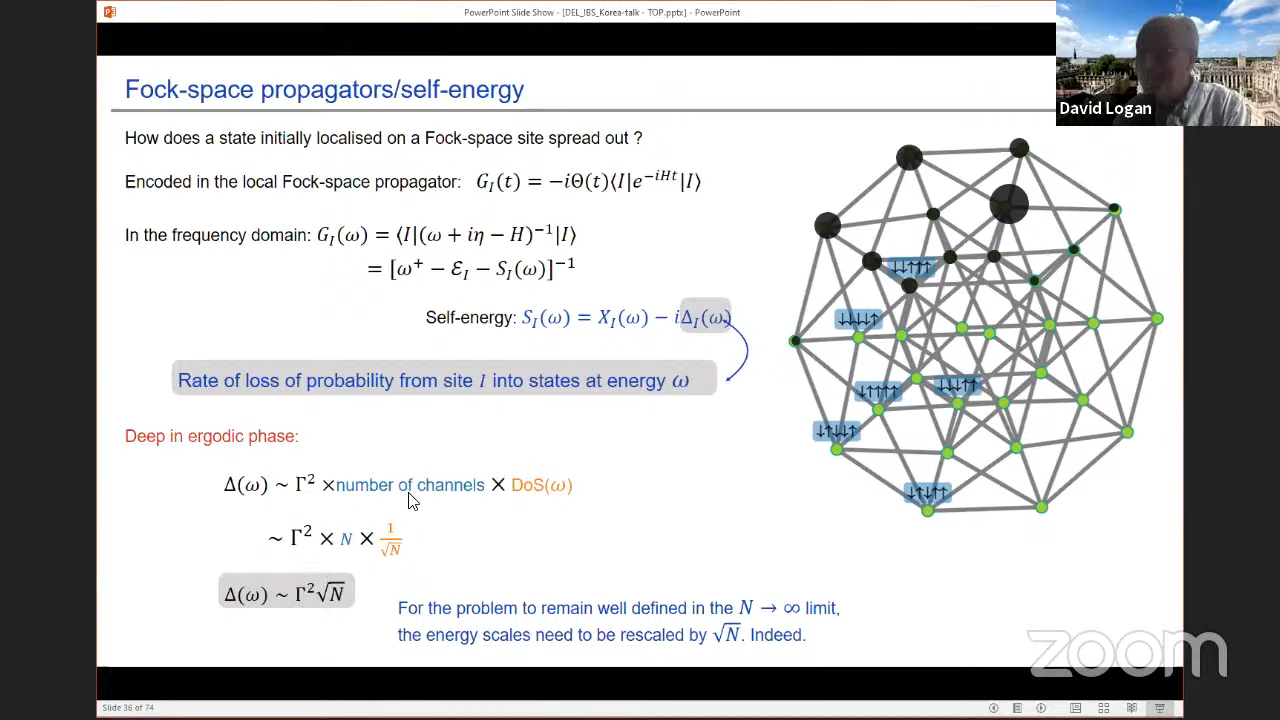 PowerPoint Slide Show - [DEL_IBS_Korea-talk - TOP.pptx] - PowerPoint
David Logan
Fock-space propagators/self-energy
How does a state initially localised on a Fock-space site spread out ?
Encoded in the local Fock-space propagator: G_I(t) = −iΘ(t)⟨I|e^{−iHt}|I⟩
In the frequency domain: G_I(ω) = ⟨I|(ω + iη − H)^{−1}|I⟩
= [ω⁺ − ℰ_I − S_I(ω)]^{−1}
Self-energy: S_I(ω) = X_I(ω) − iΔ_I(ω)
Rate of loss of probability from site I into states at energy ω
Deep in ergodic phase:
Δ(ω) ~ Γ² ×number of channels × DoS(ω)
~ Γ² × N × 1/√N
Δ(ω) ~ Γ²√N
For the problem to remain well defined in the N → ∞ limit,
the energy scales need to be rescaled by √N. Indeed.
↓↓↑↑↑
↓↓↓↓↑
↓↑↑↑↑
↓↓↓↑↑
↓↑↓↓↑
↓↑↓↑↑
zoom
Slide 36 of 74